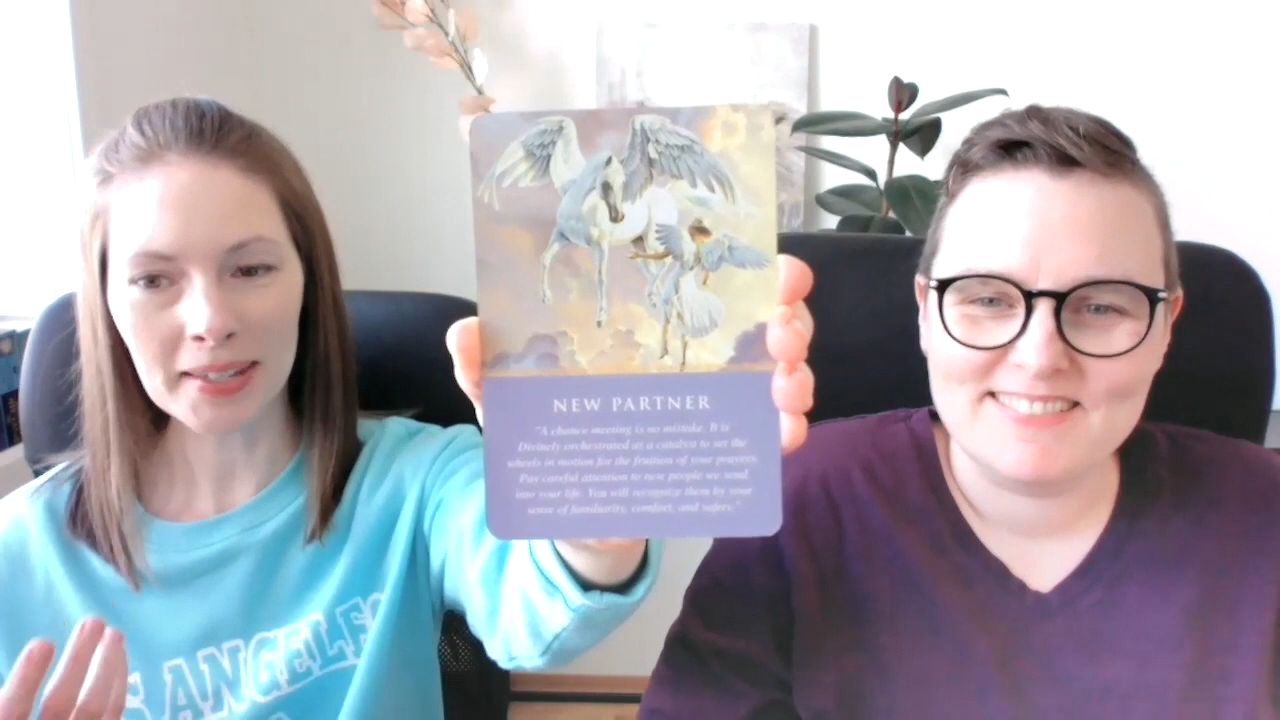 NEW PARTNER
"A chance meeting is no mistake. It is
Divinely orchestrated as a catalyst to set the
wheels in motion for the fruition of your prayers.
Pay careful attention to new people we send
into your life. You will recognize them by your
sense of familiarity, comfort, and safety."
ANGELES